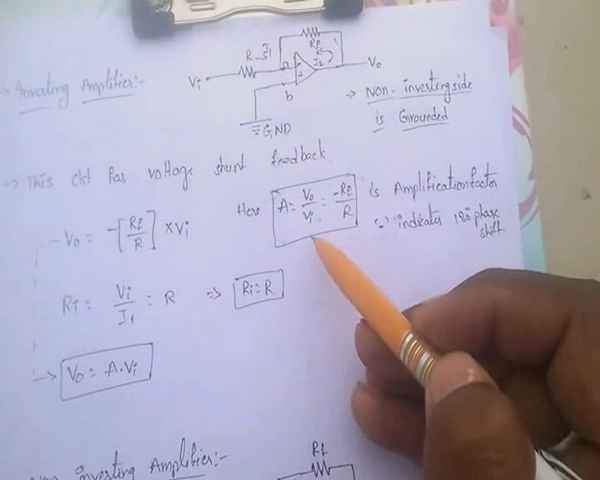 Inverting Amplifier:-
Rf
R I1
I2
Vi
a
Vo
b
GND
→ Non-inverting side
is Grounded
→ This ckt has voltage shunt feedback.
Here A = Vo/Vi = -Rf/R is Amplification factor
(-) indicates 180 phase
shift
Vo = -[Rf/R] × Vi
Ri = Vi/I1 = R ⇒ Ri = R
→ Vo = A.Vi
inverting Amplifier:-
Rf